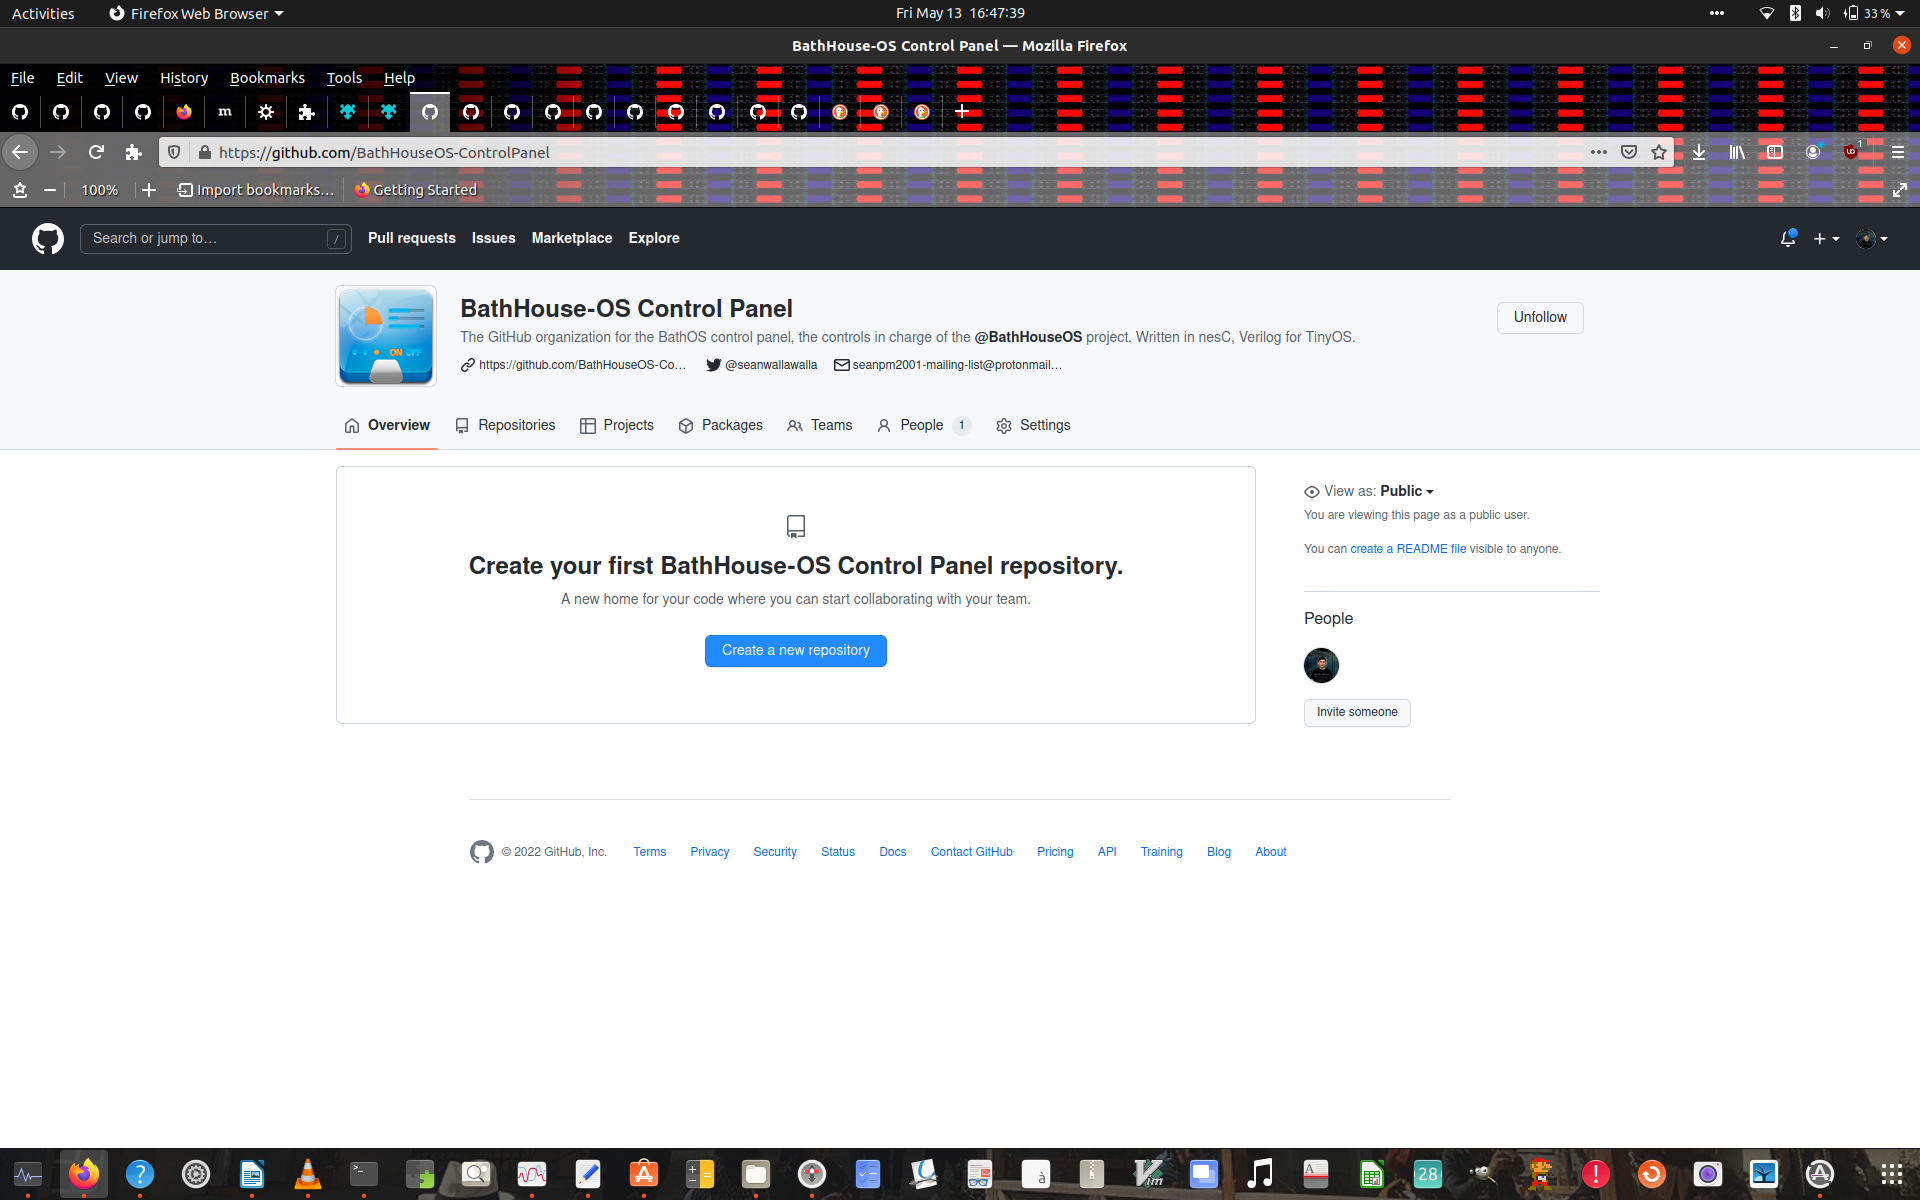 Activities Firefox Web Browser Fri May 13 16:47:39 33 %
BathHouse-OS Control Panel — Mozilla Firefox
File Edit View History Bookmarks Tools Help
m
https://github.com/BathHouseOS-ControlPanel
1
100% Import bookmarks... Getting Started
Search or jump to... / Pull requests Issues Marketplace Explore
BathHouse-OS Control Panel
Unfollow
The GitHub organization for the BathOS control panel, the controls in charge of the @BathHouseOS project. Written in nesC, Verilog for TinyOS.
ON OFF
https://github.com/BathHouseOS-Co... @seanwallawalla seanpm2001-mailing-list@protonmail...
Overview Repositories Projects Packages Teams People 1 Settings
View as: Public
You are viewing this page as a public user.
You can create a README file visible to anyone.
Create your first BathHouse-OS Control Panel repository.
A new home for your code where you can start collaborating with your team.
Create a new repository
People
Invite someone
© 2022 GitHub, Inc. Terms Privacy Security Status Docs Contact GitHub Pricing API Training Blog About
28